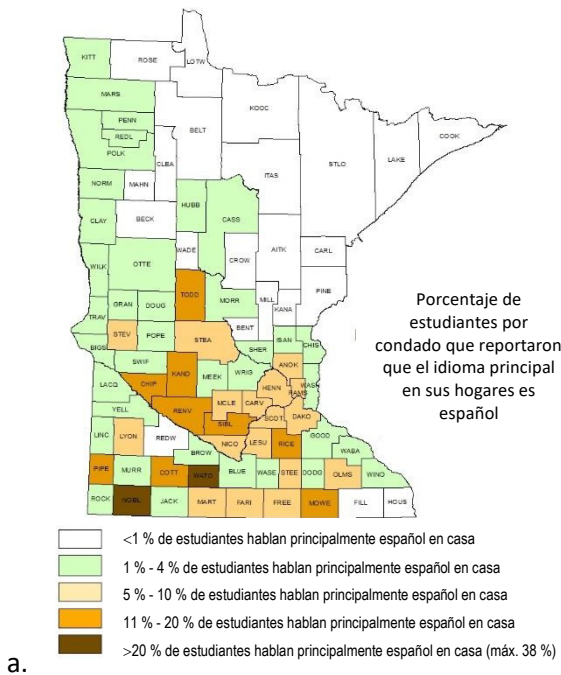 KITT
ROSE
LOTW
MARS
KOOC
PENN
REDL
BELT
COOK
POLK
CLBA
STLO
LAKE
ITAS
NORM
MAHN
HUBB
CASS
CLAY
BECK
WADE
AITK
CARL
CROW
WILK
OTTE
PINE
TODD
MORR
MILL
KANA
GRAN
DOUG
TRAV
BENT
STEV
POPE
STBA
ISAN
CHIS
BIGS
SHER
ANOK
SWIF
KAND
WRIG
MEEK
HENN
RAMS
WASH
LACQ
CHIP
MCLE
CARV
YELL
RENV
SCOT
DAKO
SIBL
LINC
LYON
REDW
NICO
LESU
RICE
GOOD
BROW
WABA
PIPE
MURR
COTT
WATO
BLUE
WASE
STEE
DODG
OLMS
WINO
ROCK
NOBL
JACK
MART
FARI
FREE
MOWE
FILL
HOUS
Porcentaje de
estudiantes por
condado que reportaron
que el idioma principal
en sus hogares es
español
<1 % de estudiantes hablan principalmente español en casa
1 % - 4 % de estudiantes hablan principalmente español en casa
5 % - 10 % de estudiantes hablan principalmente español en casa
11 % - 20 % de estudiantes hablan principalmente español en casa
>20 % de estudiantes hablan principalmente español en casa (máx. 38 %)
a.